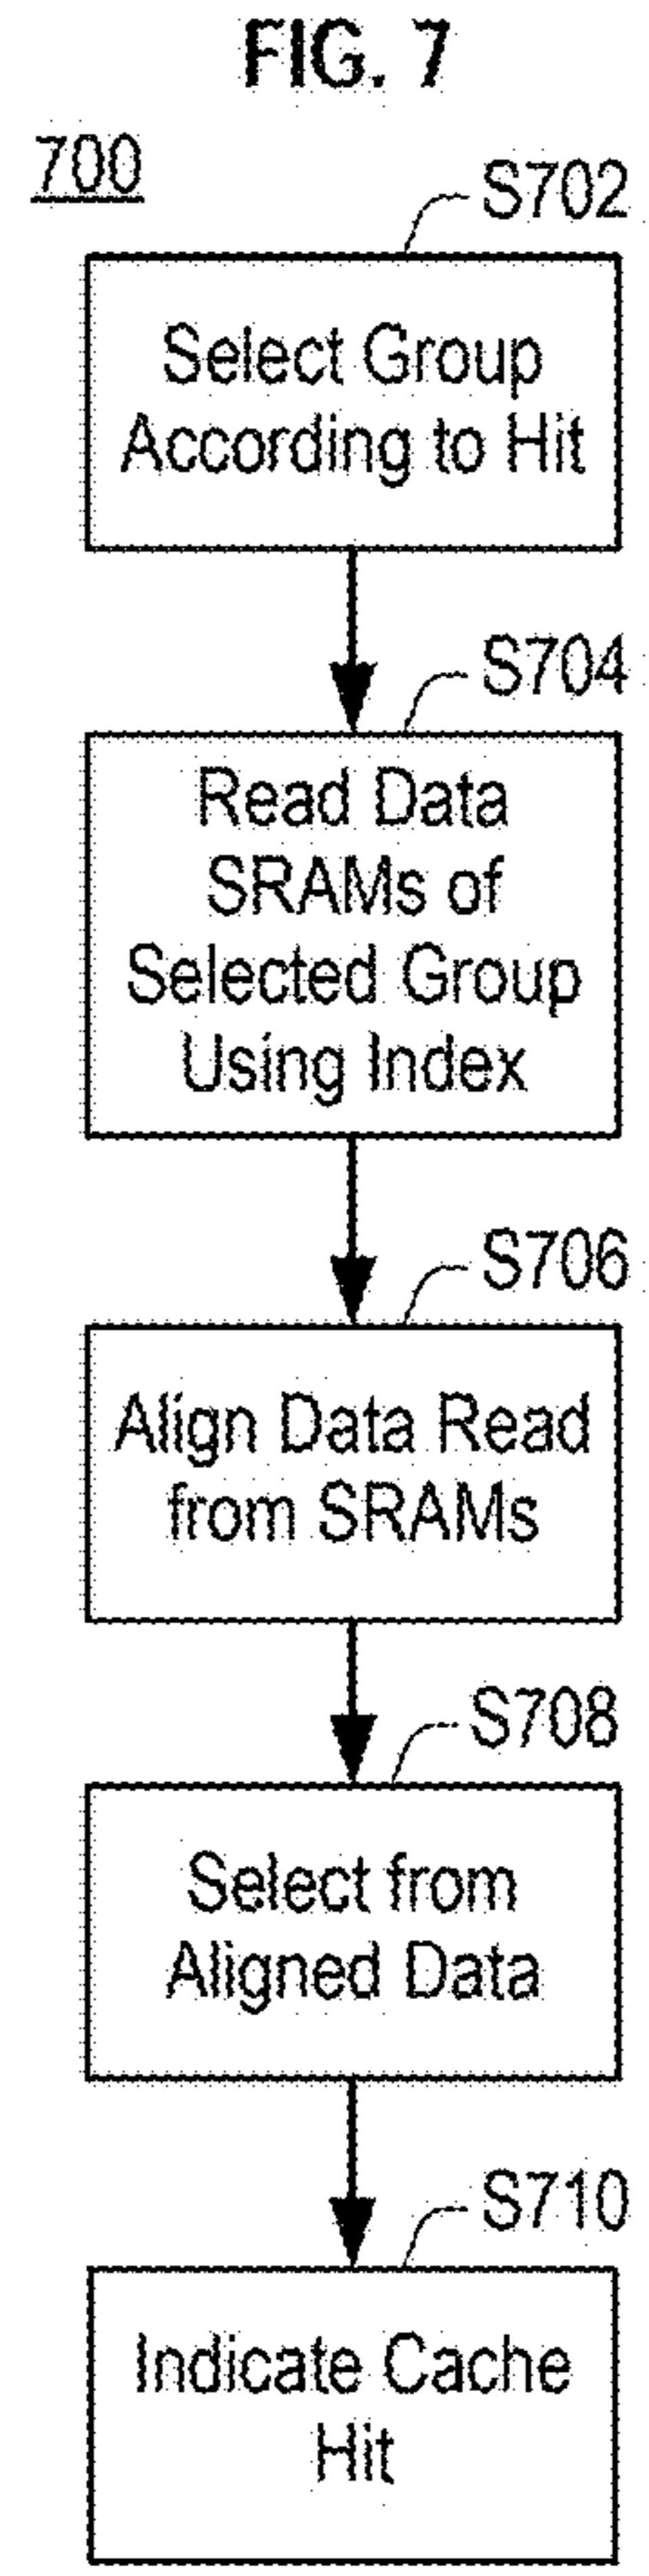 FIG. 7
700
S702
Select Group
According to Hit
S704
Read Data
SRAMs of
Selected Group
Using Index
S706
Align Data Read
from SRAMs
S708
Select from
Aligned Data
S710
Indicate Cache
Hit